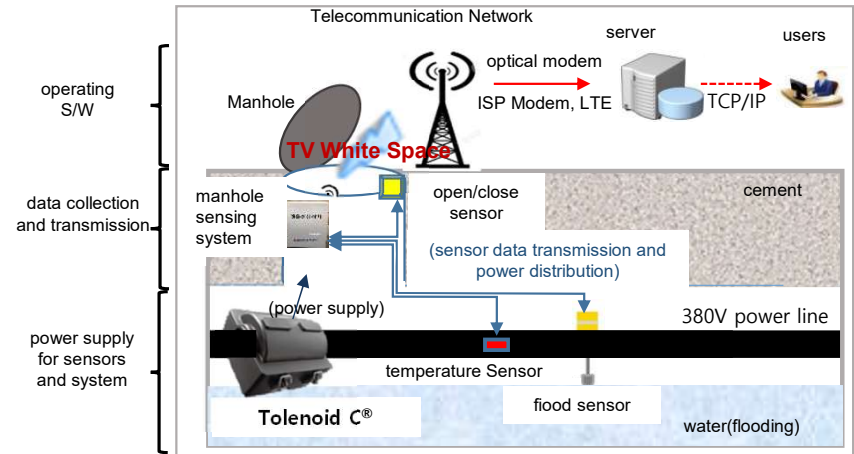 Telecommunication Network
server
users
optical modem
operating
S/W
Manhole
ISP Modem, LTE
TCP/IP
TV White Space
data collection
and transmission
manhole
sensing
system
open/close
sensor
cement
(sensor data transmission and
power distribution)
(power supply)
380V power line
power supply
for sensors
and system
temperature Sensor
Tolenoid C®
flood sensor
water(flooding)